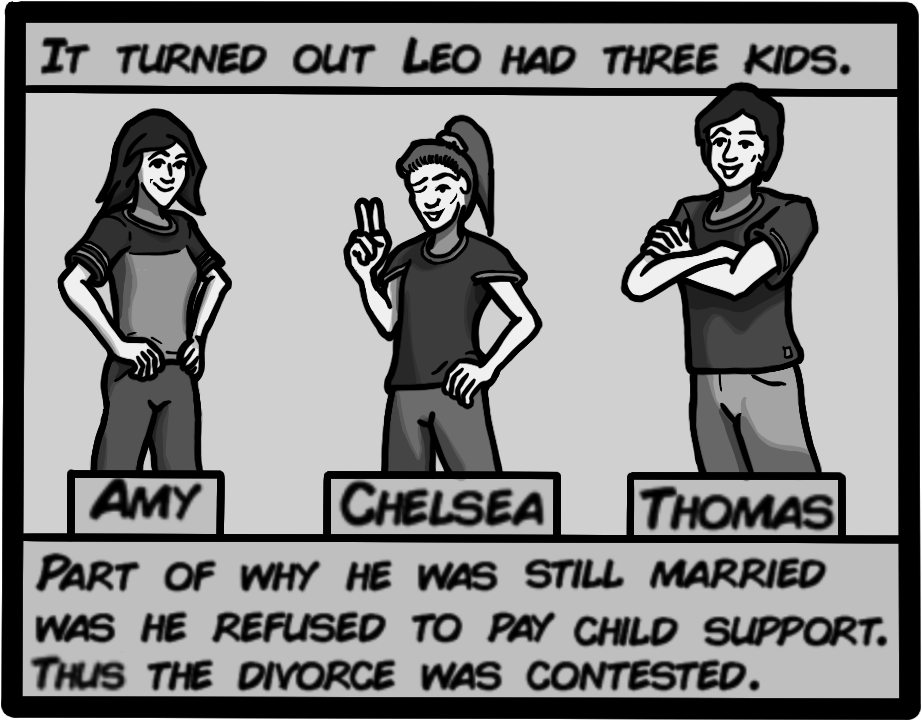 It turned out Leo had three kids.
Amy
Chelsea
Thomas
Part of why he was still married
was he refused to pay child support.
Thus the divorce was contested.